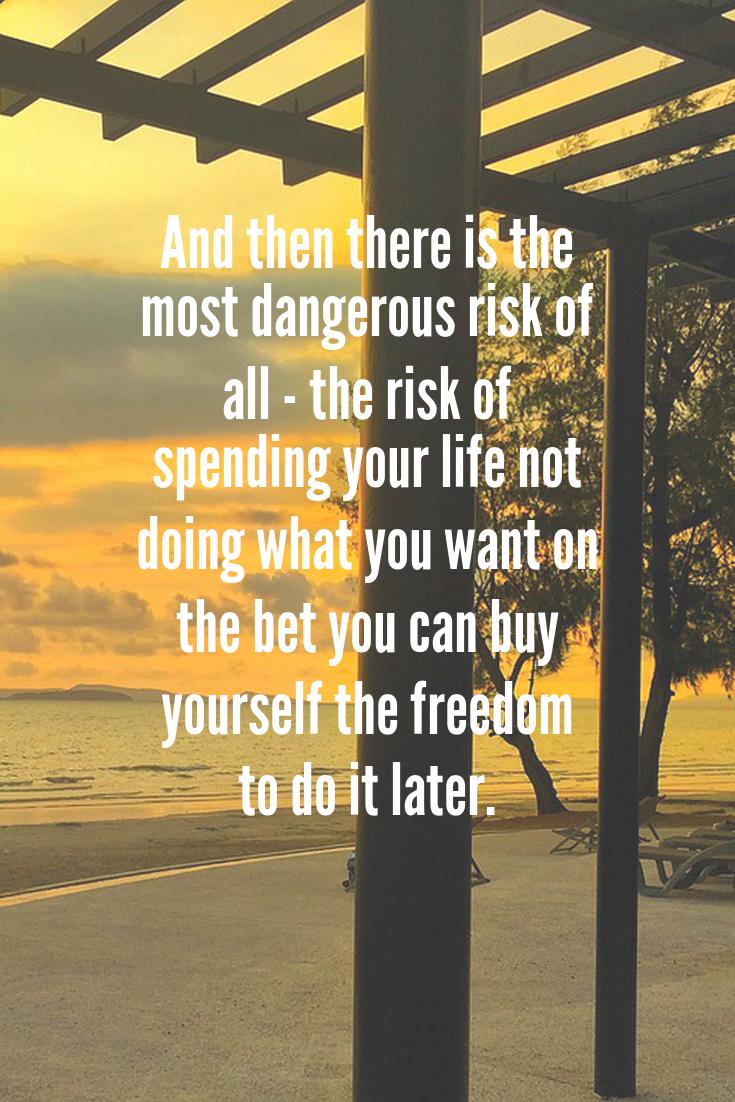 And then there is the
most dangerous risk of
all - the risk of
spending your life not
doing what you want on
the bet you can buy
yourself the freedom
to do it later.